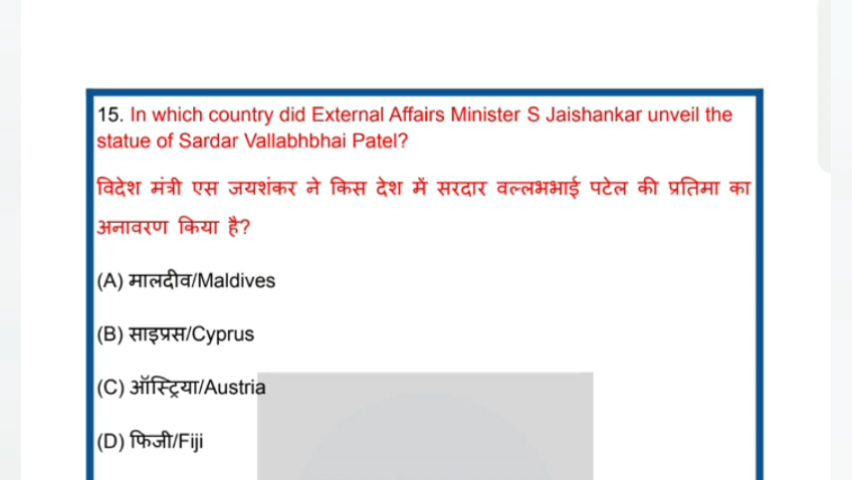 15. In which country did External Affairs Minister S Jaishankar unveil the
statue of Sardar Vallabhbhai Patel?
विदेश मंत्री एस जयशंकर ने किस देश में सरदार वल्लभभाई पटेल की प्रतिमा का
अनावरण किया है?
(A) मालदीव/Maldives
(B) साइप्रस/Cyprus
(C) ऑस्ट्रिया/Austria
(D) फिजी/Fiji